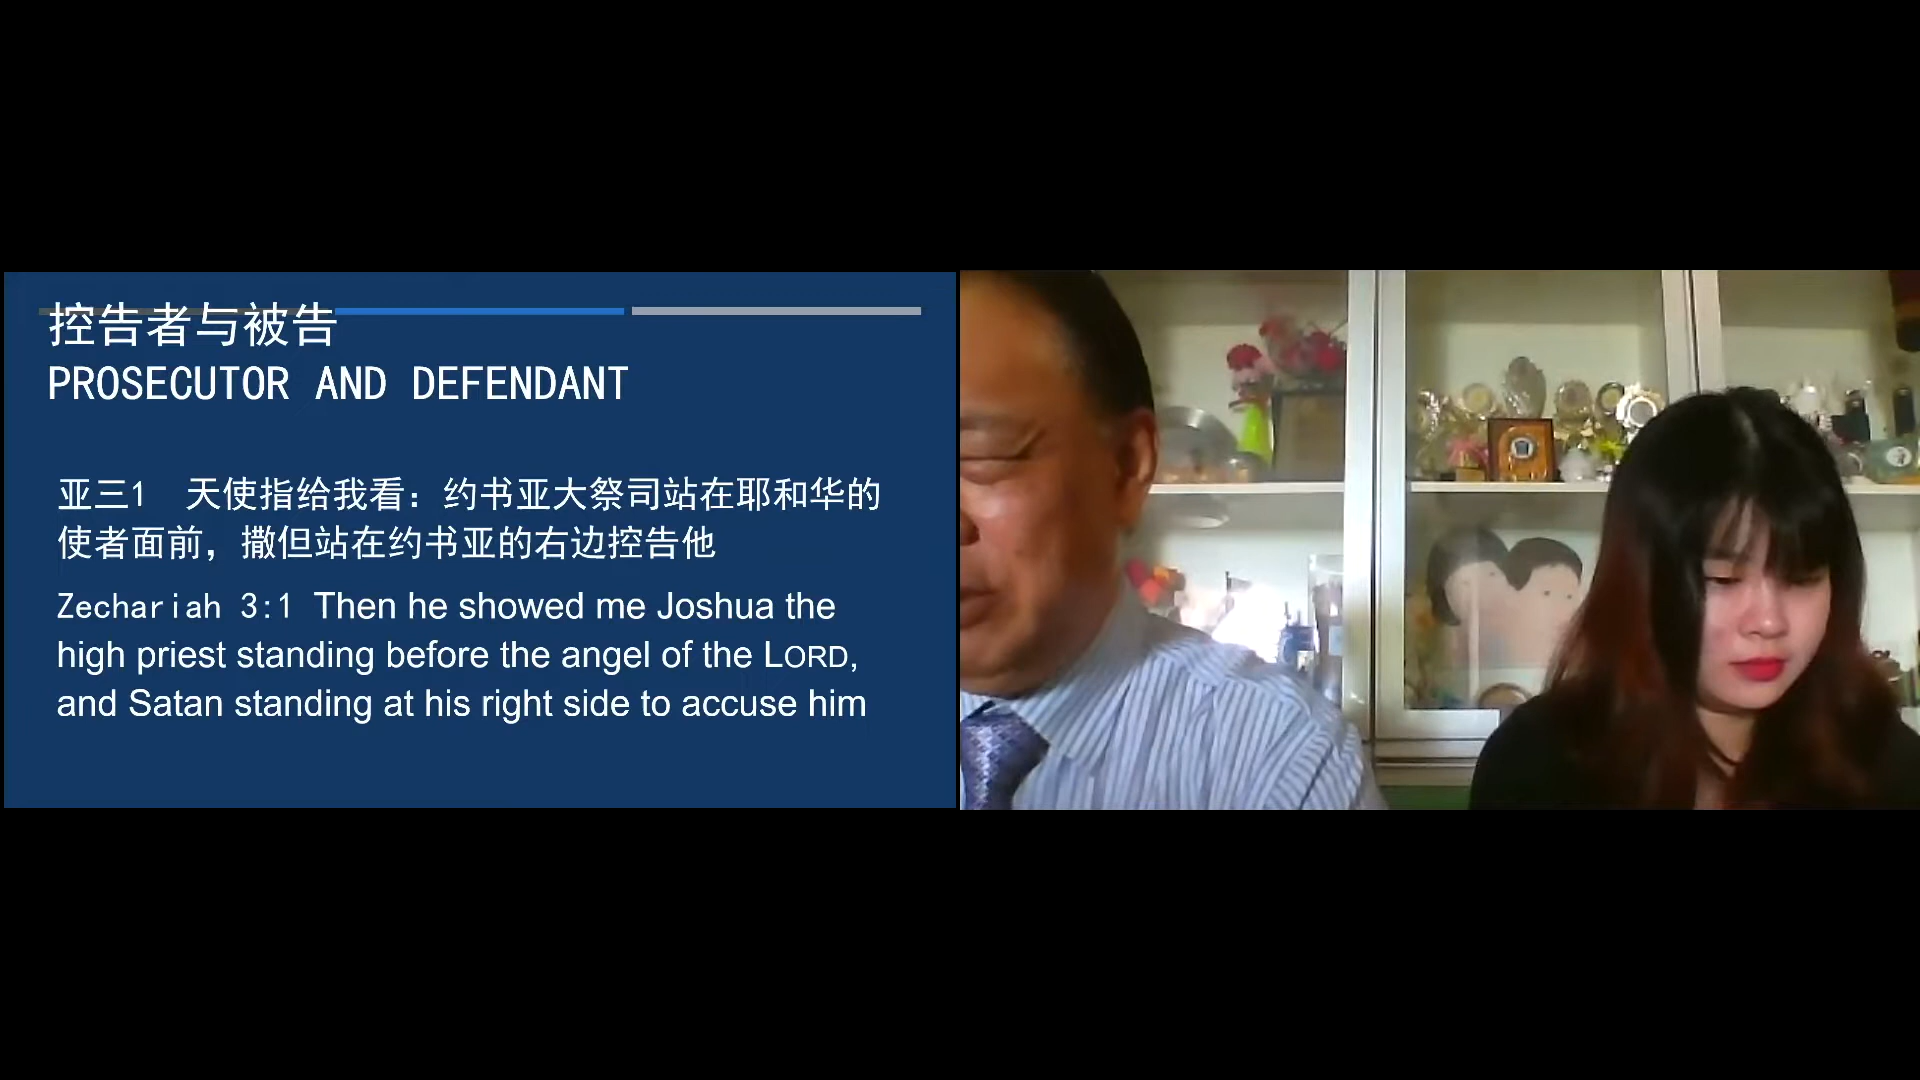 控告者与被告
PROSECUTOR AND DEFENDANT
亚三1 天使指给我看：约书亚大祭司站在耶和华的
使者面前，撒但站在约书亚的右边控告他
Zechariah 3:1 Then he showed me Joshua the
high priest standing before the angel of the LORD,
and Satan standing at his right side to accuse him